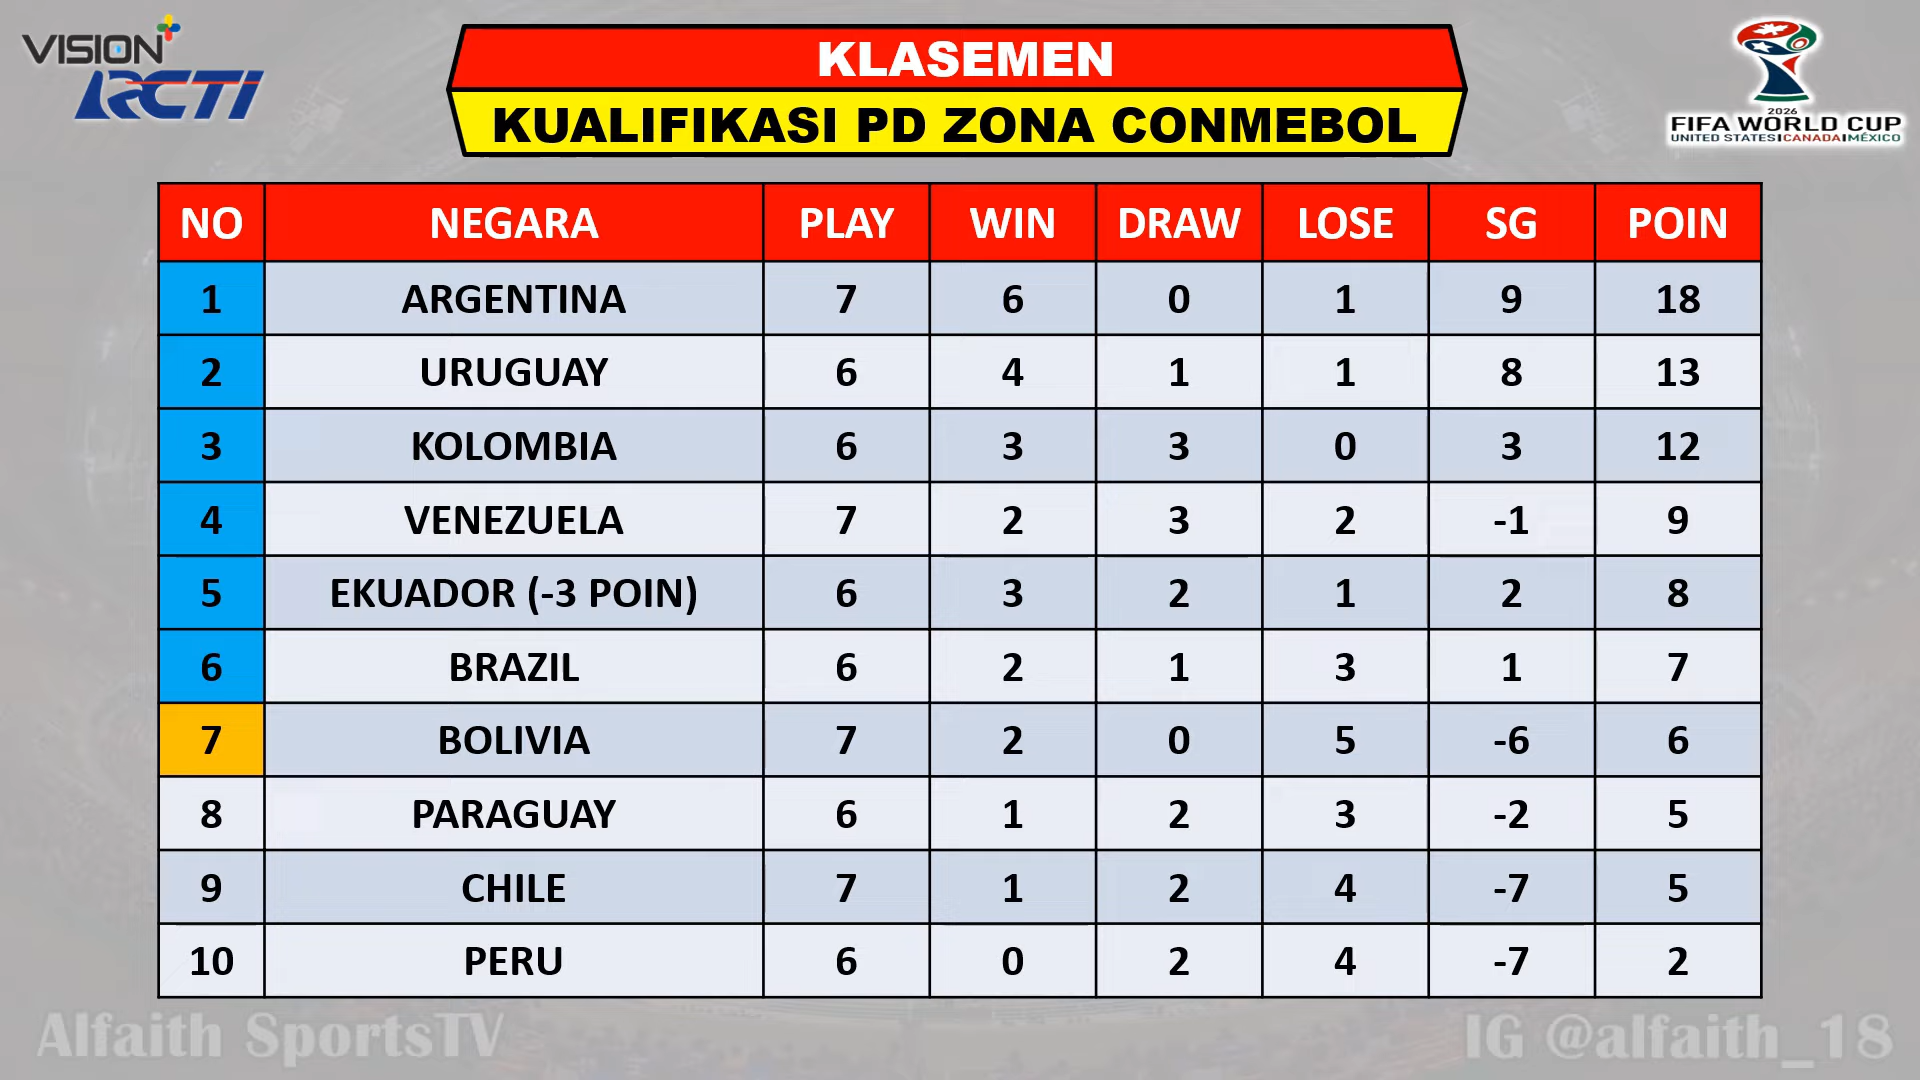 VISION+
RCTI
KLASEMEN
KUALIFIKASI PD ZONA CONMEBOL
2026
FIFA WORLD CUP
UNITED STATES CANADA MÉXICO
NO NEGARA PLAY WIN DRAW LOSE SG POIN
1 ARGENTINA 7 6 0 1 9 18
2 URUGUAY 6 4 1 1 8 13
3 KOLOMBIA 6 3 3 0 3 12
4 VENEZUELA 7 2 3 2 -1 9
5 EKUADOR (-3 POIN) 6 3 2 1 2 8
6 BRAZIL 6 2 1 3 1 7
7 BOLIVIA 7 2 0 5 -6 6
8 PARAGUAY 6 1 2 3 -2 5
9 CHILE 7 1 2 4 -7 5
10 PERU 6 0 2 4 -7 2
Alfaith SportsTV
IG @alfaith_18